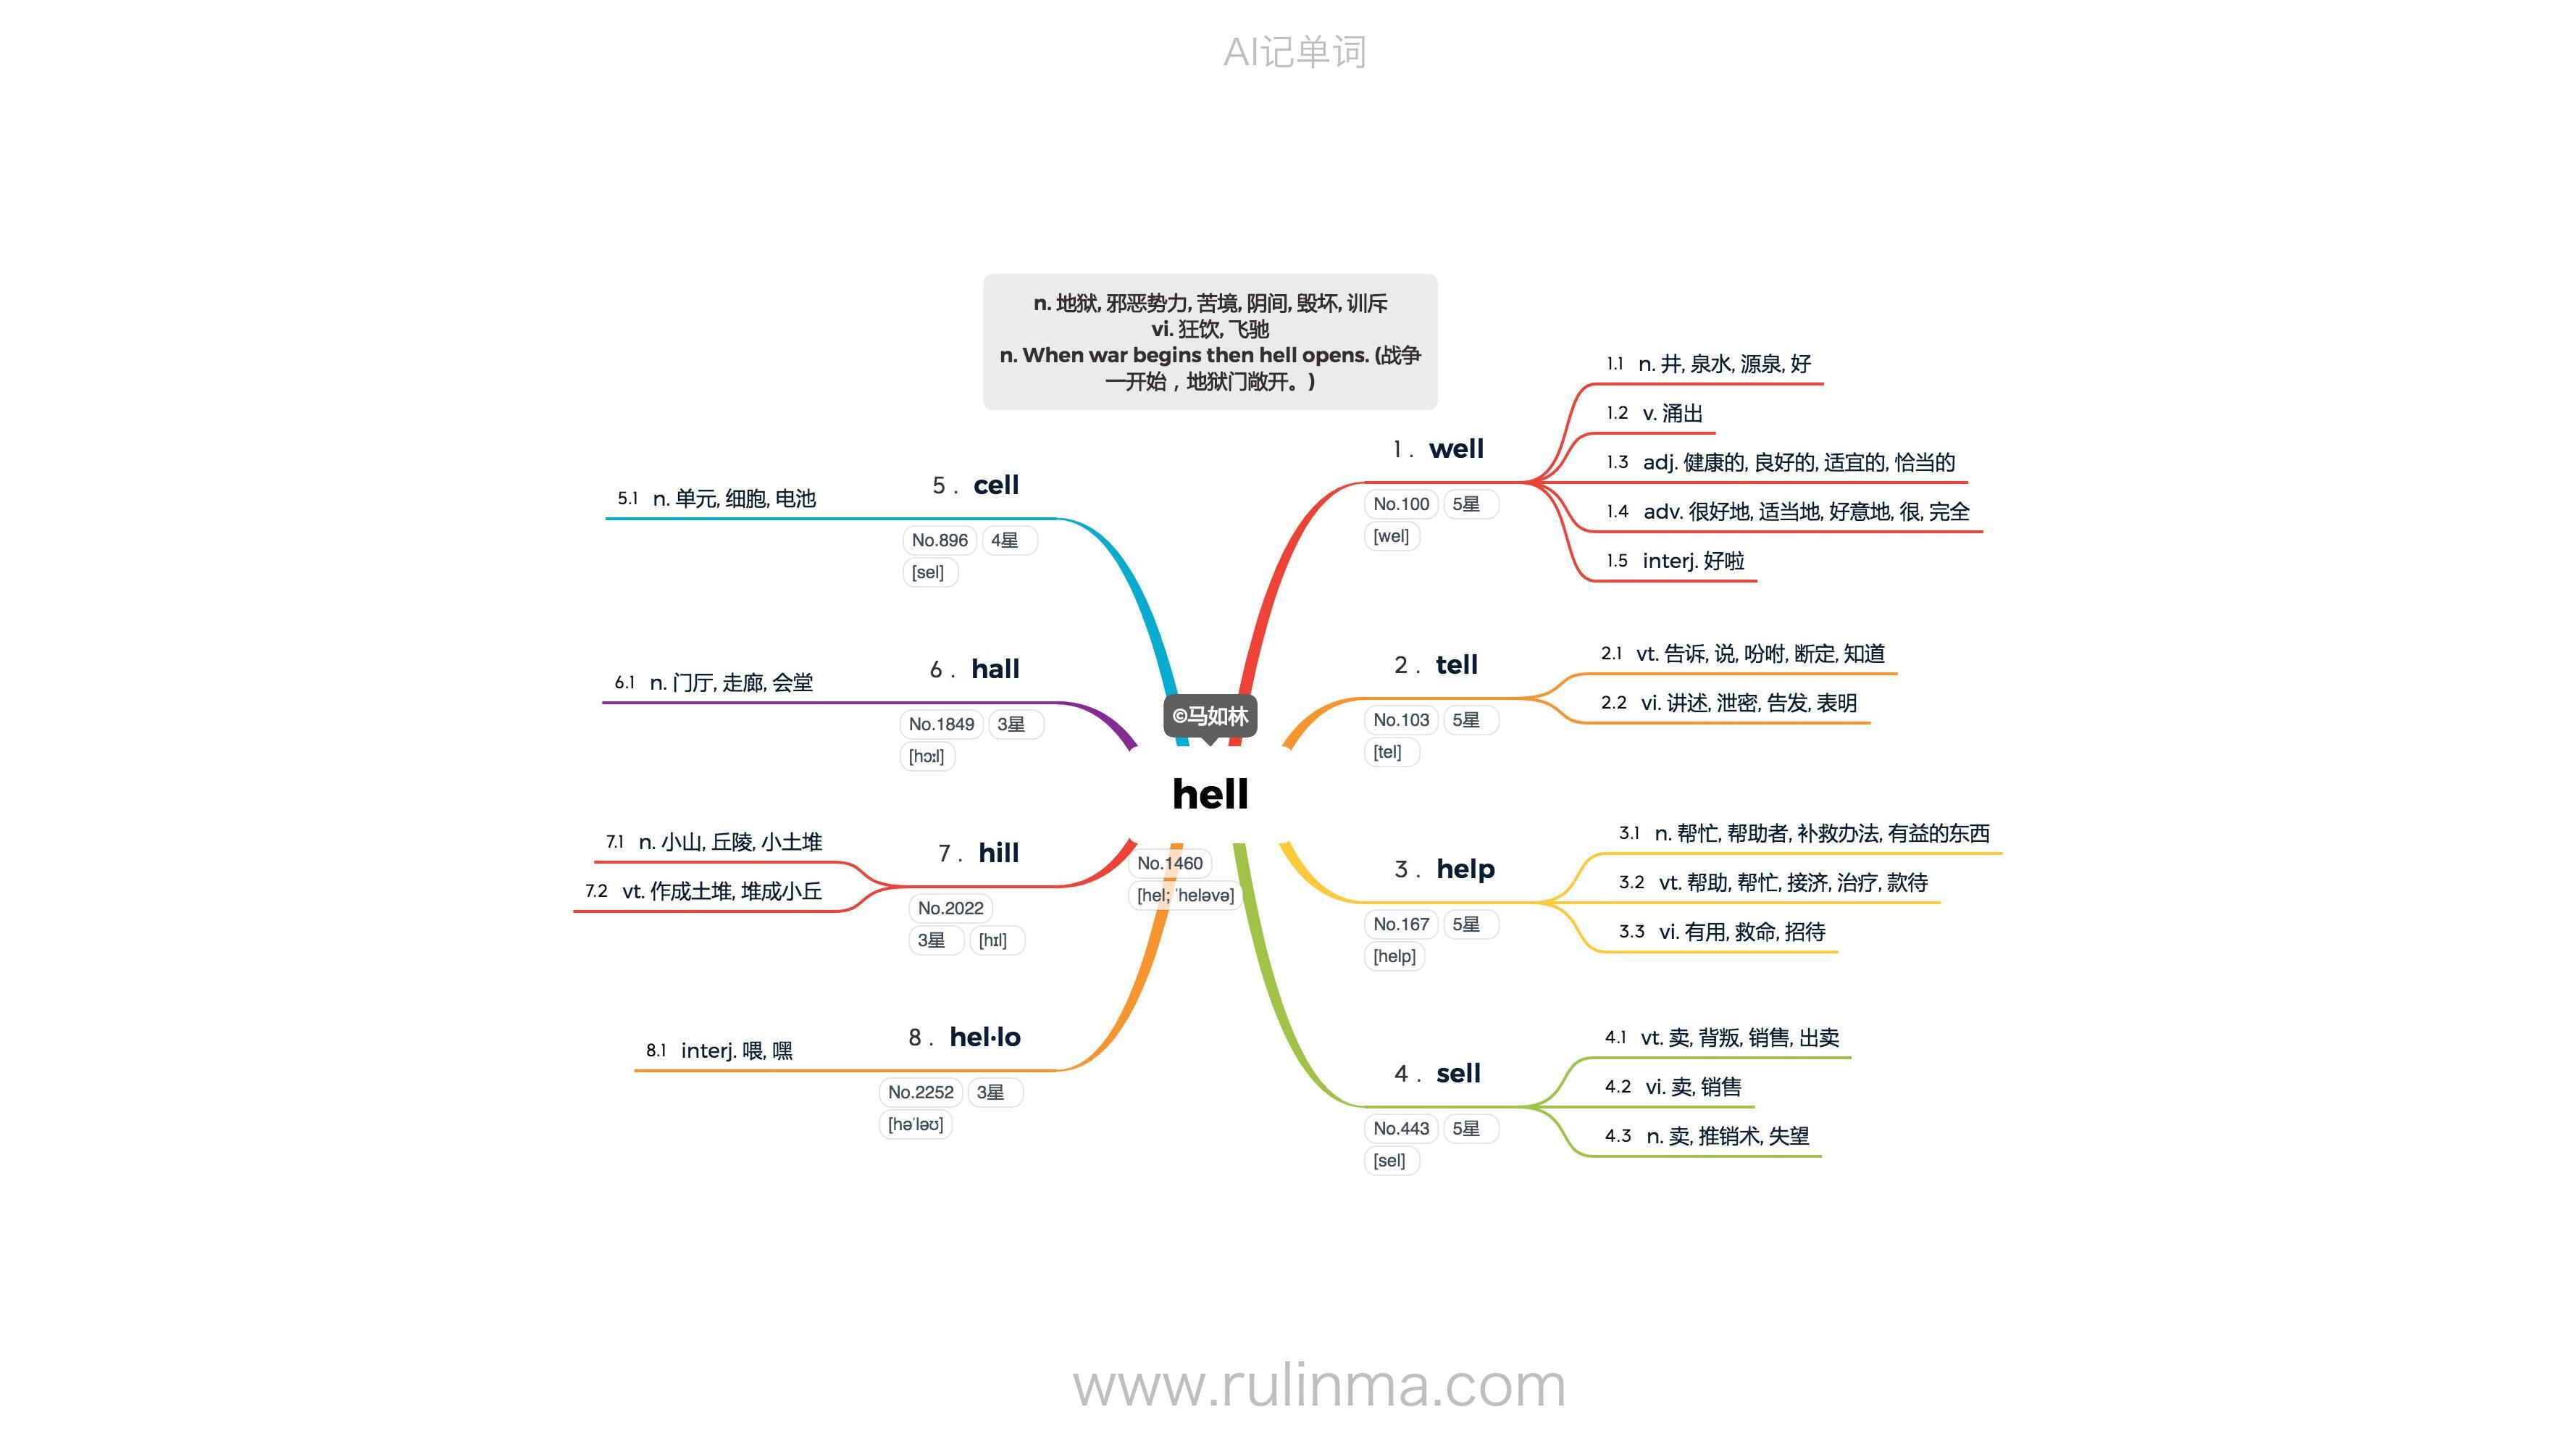 AI记单词
n. 地狱, 邪恶势力, 苦境, 阴间, 毁坏, 训斥
vi. 狂饮, 飞驰
n. When war begins then hell opens. (战争
一开始，地狱门敞开。)
©马如林
hell
No.1460
[hel; ˈheləvə]
1 . well
No.100 5星
[wel]
1.1 n. 井, 泉水, 源泉, 好
1.2 v. 涌出
1.3 adj. 健康的, 良好的, 适宜的, 恰当的
1.4 adv. 很好地, 适当地, 好意地, 很, 完全
1.5 interj. 好啦
2 . tell
No.103 5星
[tel]
2.1 vt. 告诉, 说, 吩咐, 断定, 知道
2.2 vi. 讲述, 泄密, 告发, 表明
3 . help
No.167 5星
[help]
3.1 n. 帮忙, 帮助者, 补救办法, 有益的东西
3.2 vt. 帮助, 帮忙, 接济, 治疗, 款待
3.3 vi. 有用, 救命, 招待
4 . sell
No.443 5星
[sel]
4.1 vt. 卖, 背叛, 销售, 出卖
4.2 vi. 卖, 销售
4.3 n. 卖, 推销术, 失望
5 . cell
No.896 4星
[sel]
5.1 n. 单元, 细胞, 电池
6 . hall
No.1849 3星
[hɔːl]
6.1 n. 门厅, 走廊, 会堂
7 . hill
No.2022
3星 [hɪl]
7.1 n. 小山, 丘陵, 小土堆
7.2 vt. 作成土堆, 堆成小丘
8 . hel·lo
No.2252 3星
[həˈləʊ]
8.1 interj. 喂, 嘿
www.rulinma.com